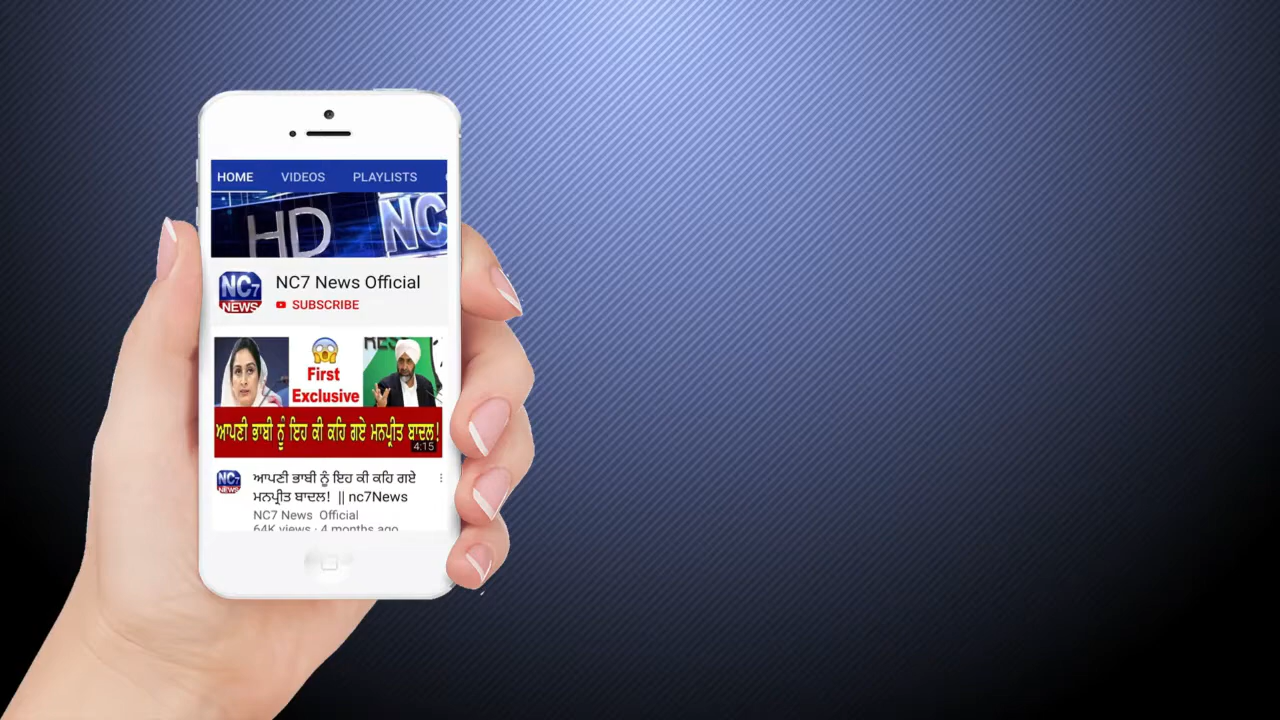 HOME VIDEOS PLAYLISTS
HD NC
NC7 News Official
NC7
NEWS
SUBSCRIBE
First
Exclusive
ਆਪਣੀ ਭਾਬੀ ਨੂੰ ਇਹ ਕੀ ਕਹਿ ਗਏ ਮਨਪ੍ਰੀਤ ਬਾਦਲ!
4:15
NC7
NEWS
ਆਪਣੀ ਭਾਬੀ ਨੂੰ ਇਹ ਕੀ ਕਹਿ ਗਏ
ਮਨਪ੍ਰੀਤ ਬਾਦਲ! || nc7News
NC7 News Official
64K views · 4 months ago